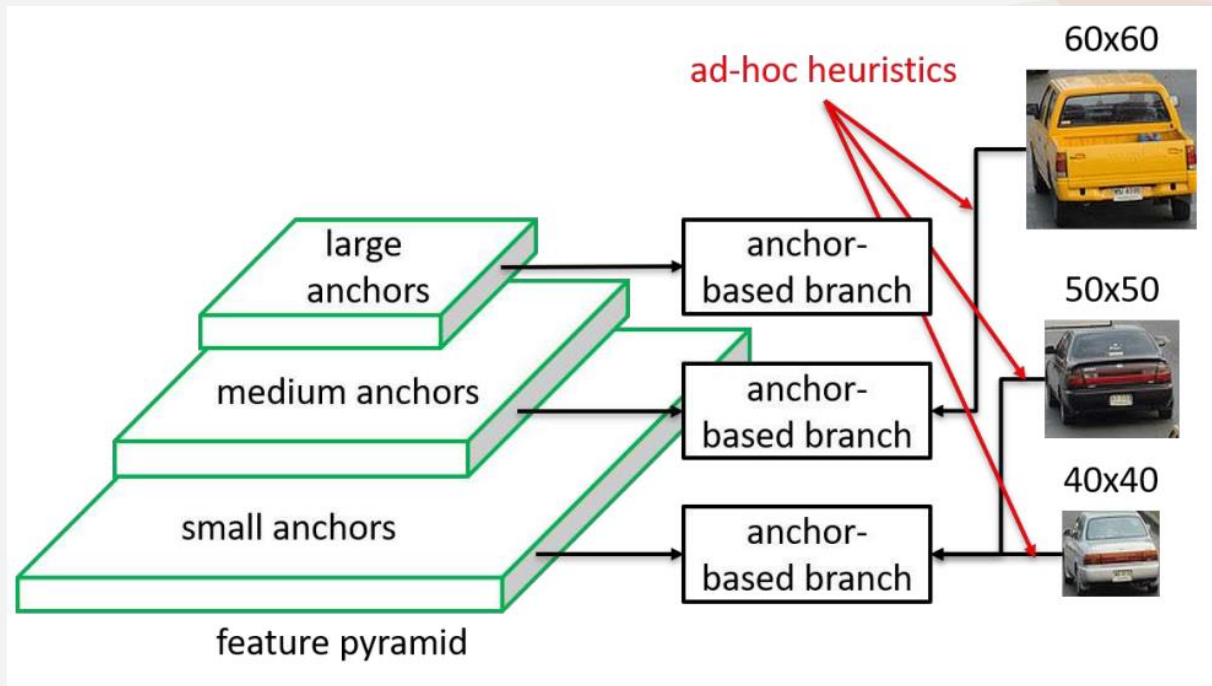 60x60
ad-hoc heuristics
large
anchors
anchor-
based branch
50x50
medium anchors
anchor-
based branch
40x40
small anchors
anchor-
based branch
feature pyramid